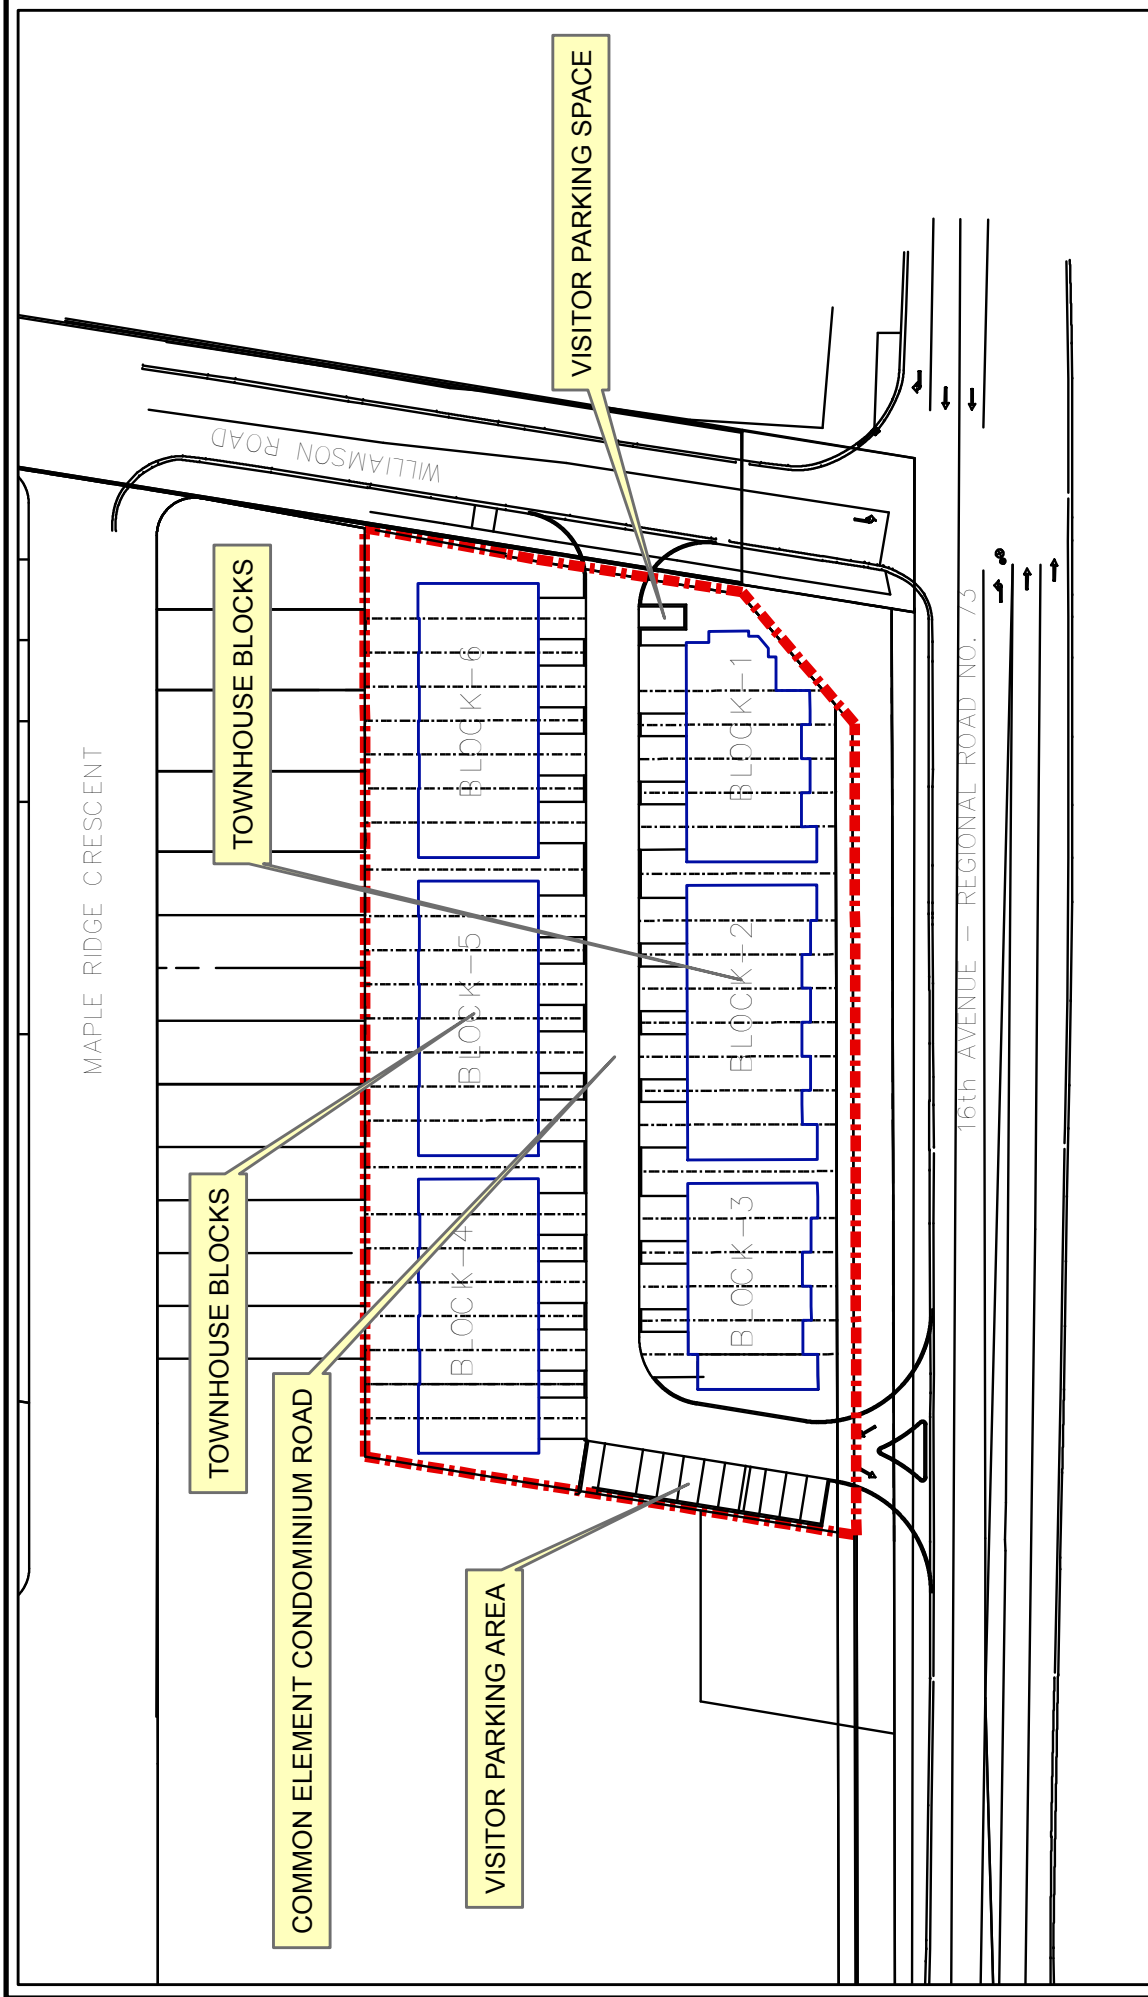 MAPLE RIDGE CRESCENT
WILLIAMSON ROAD
VISITOR PARKING SPACE
TOWNHOUSE BLOCKS
TOWNHOUSE BLOCKS
COMMON ELEMENT CONDOMINIUM ROAD
VISITOR PARKING AREA
BLOCK-4
BLOCK-5
BLOCK-6
BLOCK-3
BLOCK-2
BLOCK-1
16th AVENUE - REGIONAL ROAD NO. 73